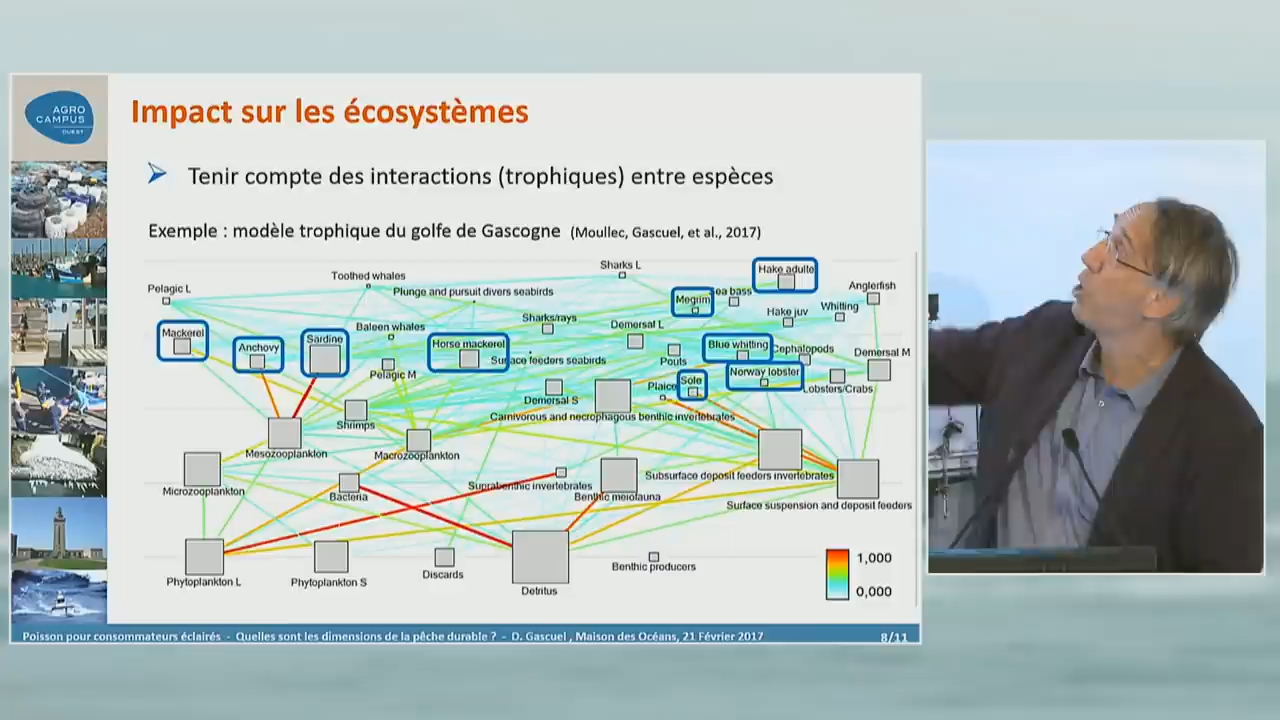 AGRO
CAMPUS
OUEST
Impact sur les écosystèmes
Tenir compte des interactions (trophiques) entre espèces
Exemple : modèle trophique du golfe de Gascogne (Moullec, Gascuel, et al., 2017)
Sharks L
Hake adulte
Toothed whales
Pelagic L
Plunge and pursuit divers seabirds
Sea bass
Anglerfish
Megrim
Whiting
Hake juv
Sharks/rays
Demersal L
Baleen whales
Mackerel
Anchovy
Sardine
Horse mackerel
Blue whiting
Cephalopods
Demersal M
Surface feeders seabirds
Pouts
Pelagic M
Norway lobster
Plaice
Sole
Lobsters/Crabs
Demersal S
Carnivorous and necrophagous benthic invertebrates
Shrimps
Mesozooplankton
Macrozooplankton
Subsurface deposit feeders invertebrates
Microzooplankton
Bacteria
Suprabenthic invertebrates
Benthic meiofauna
Surface suspension and deposit feeders
Phytoplankton L
Phytoplankton S
Discards
Detritus
Benthic producers
1,000
0,000
Poisson pour consommateurs éclairés - Quelles sont les dimensions de la pêche durable ? - D. Gascuel , Maison des Océans, 21 Février 2017
8/11